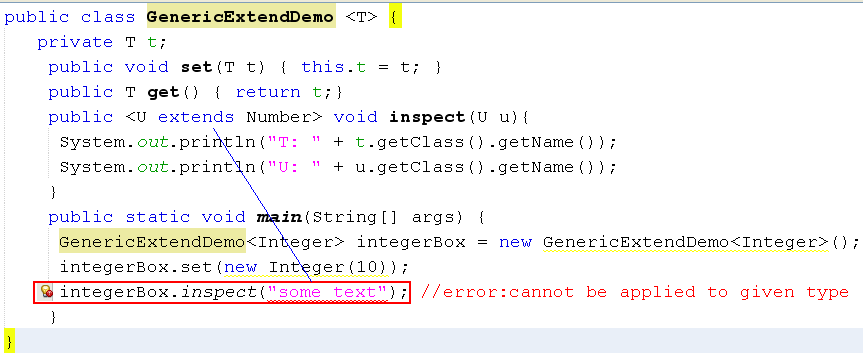 public class GenericExtendDemo <T> {
private T t;
public void set(T t) { this.t = t; }
public T get() { return t;}
public <U extends Number> void inspect(U u){
System.out.println("T: " + t.getClass().getName());
System.out.println("U: " + u.getClass().getName());
}
public static void main(String[] args) {
GenericExtendDemo<Integer> integerBox = new GenericExtendDemo<Integer>();
integerBox.set(new Integer(10));
integerBox.inspect("some text"); //error:cannot be applied to given type
}
}